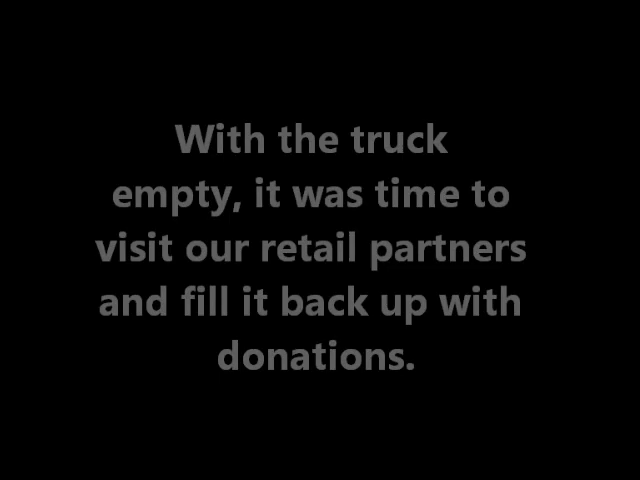 With the truck
empty, it was time to
visit our retail partners
and fill it back up with
donations.